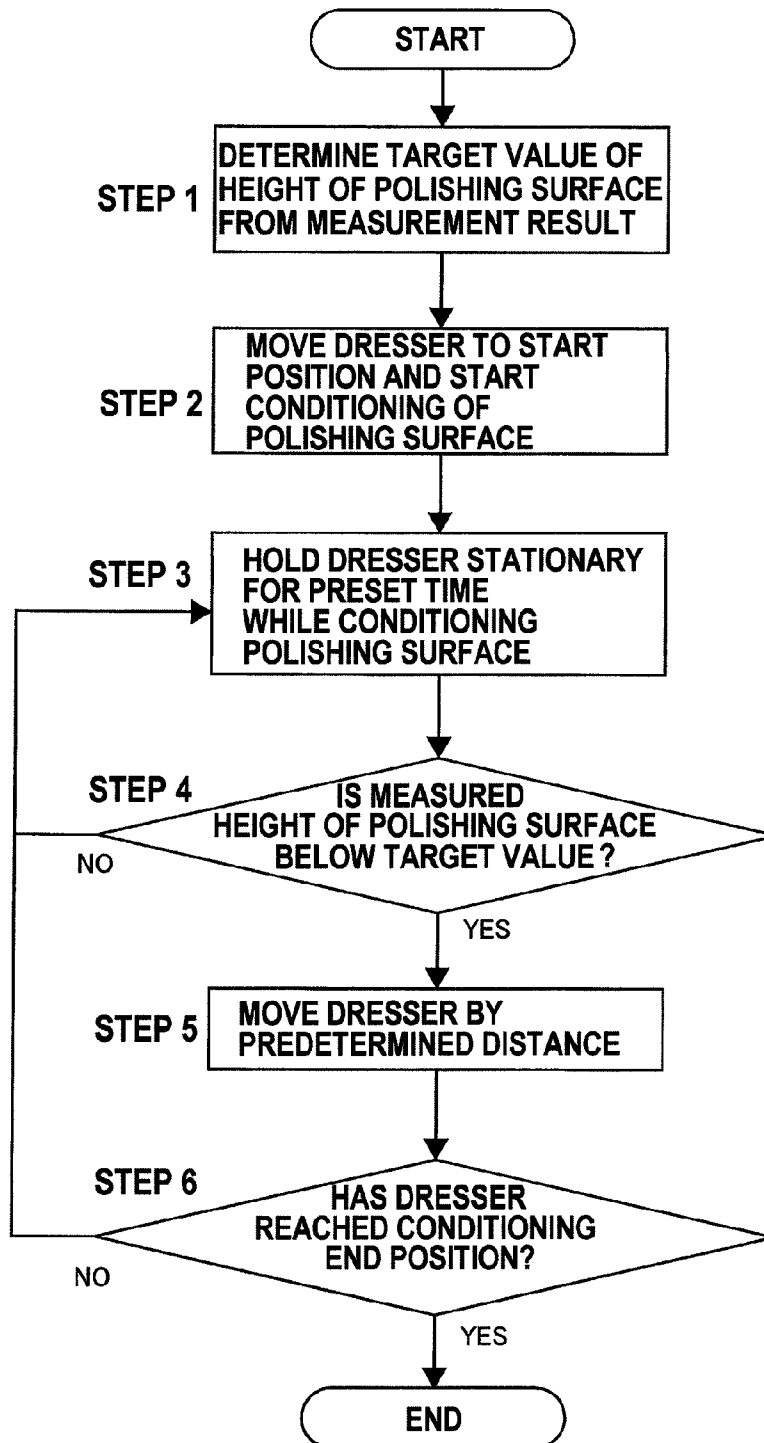 START
STEP 1
DETERMINE TARGET VALUE OF
HEIGHT OF POLISHING SURFACE
FROM MEASUREMENT RESULT
STEP 2
MOVE DRESSER TO START
POSITION AND START
CONDITIONING OF
POLISHING SURFACE
STEP 3
HOLD DRESSER STATIONARY
FOR PRESET TIME
WHILE CONDITIONING
POLISHING SURFACE
STEP 4
IS MEASURED
HEIGHT OF POLISHING SURFACE
BELOW TARGET VALUE ?
NO
YES
STEP 5
MOVE DRESSER BY
PREDETERMINED DISTANCE
STEP 6
HAS DRESSER
REACHED CONDITIONING
END POSITION?
NO
YES
END